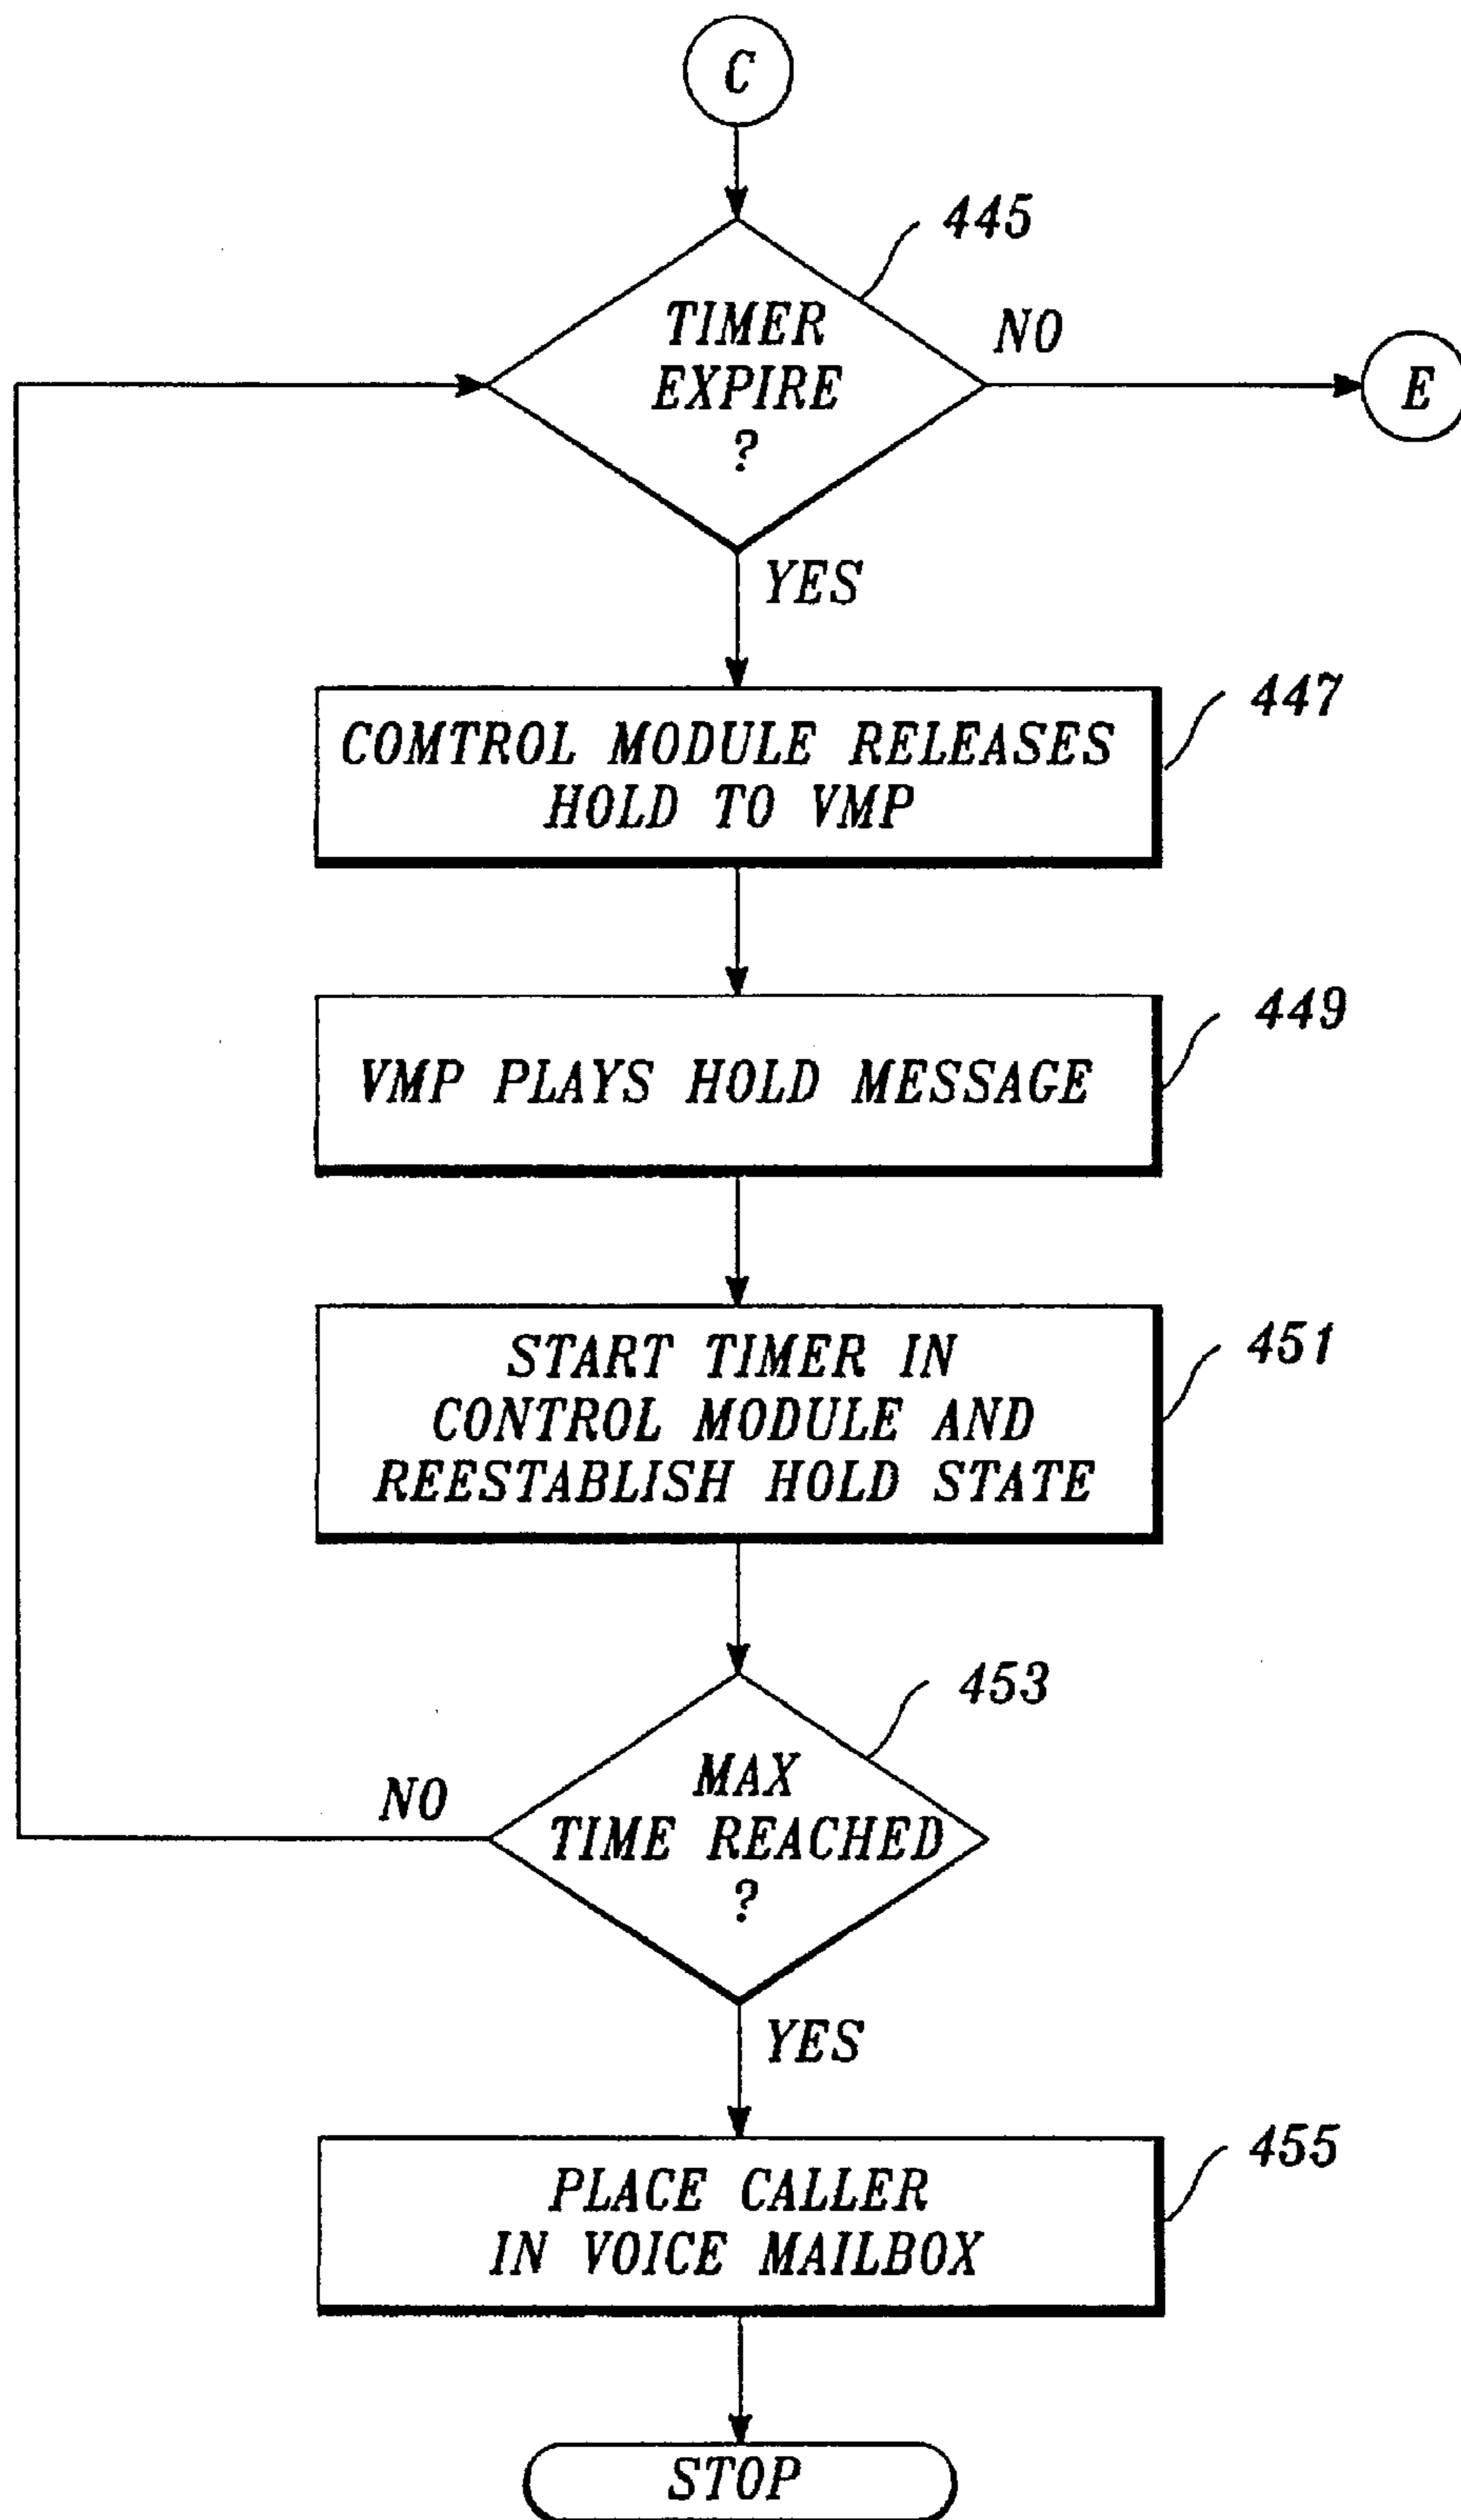 C
445
TIMER
EXPIRE
?
NO
E
YES
447
COMTROL MODULE RELEASES
HOLD TO VMP
449
VMP PLAYS HOLD MESSAGE
451
START TIMER IN
CONTROL MODULE AND
REESTABLISH HOLD STATE
453
MAX
TIME REACHED
?
NO
YES
455
PLACE CALLER
IN VOICE MAILBOX
STOP